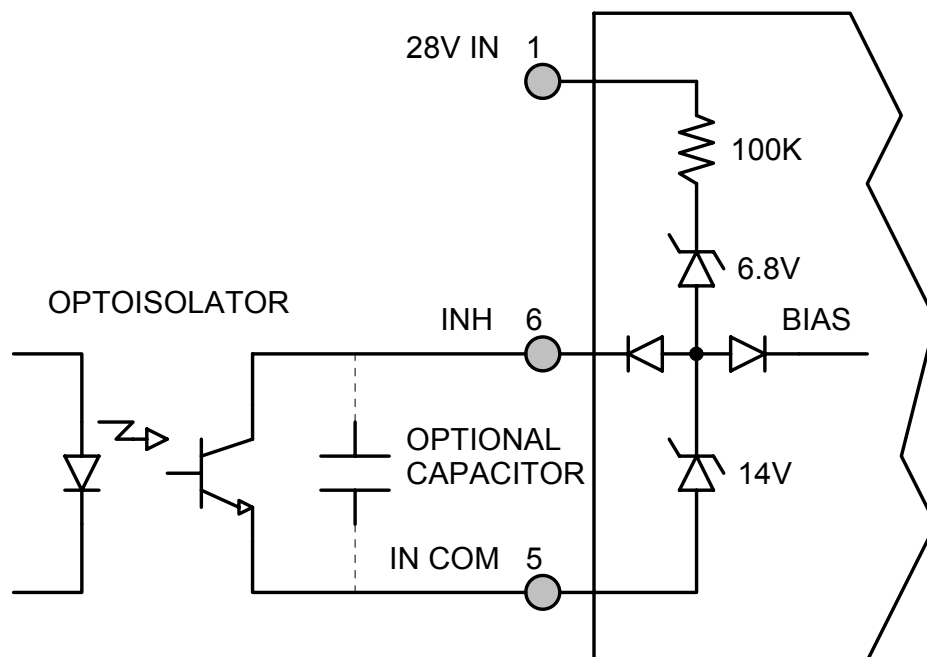 28V IN 1
100K
6.8V
OPTOISOLATOR
INH 6
BIAS
OPTIONAL
CAPACITOR
14V
IN COM 5